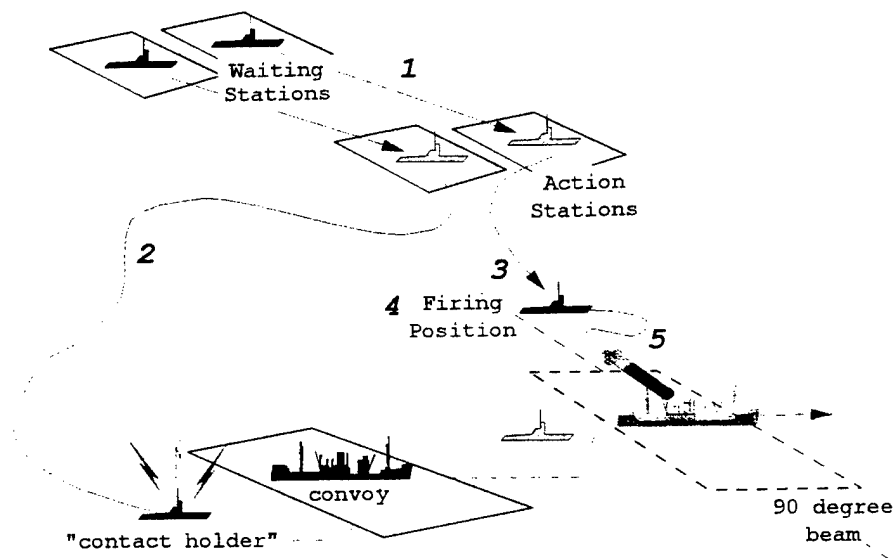 1
Waiting
Stations
Action
Stations
2
3
4 Firing
Position
5
convoy
90 degree
beam
"contact holder"